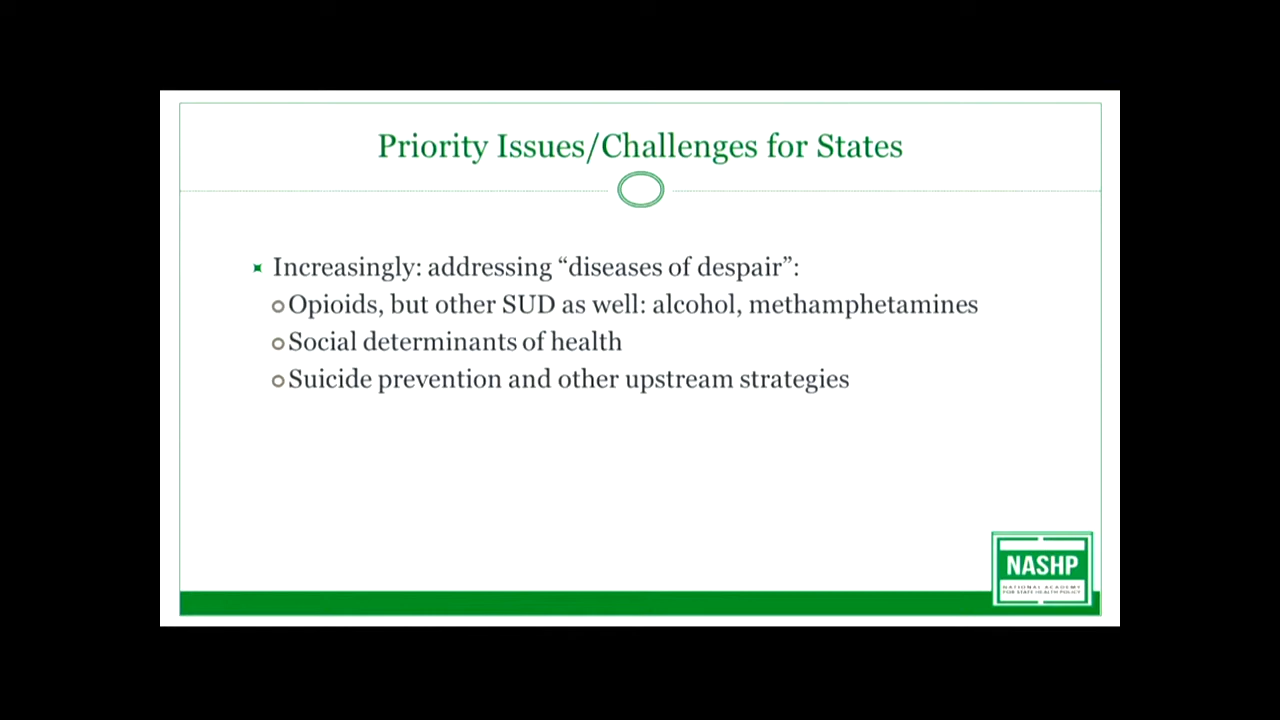 Priority Issues/Challenges for States
Increasingly: addressing “diseases of despair”:
Opioids, but other SUD as well: alcohol, methamphetamines
Social determinants of health
Suicide prevention and other upstream strategies
NASHP
NATIONAL ACADEMY
FOR STATE HEALTH POLICY